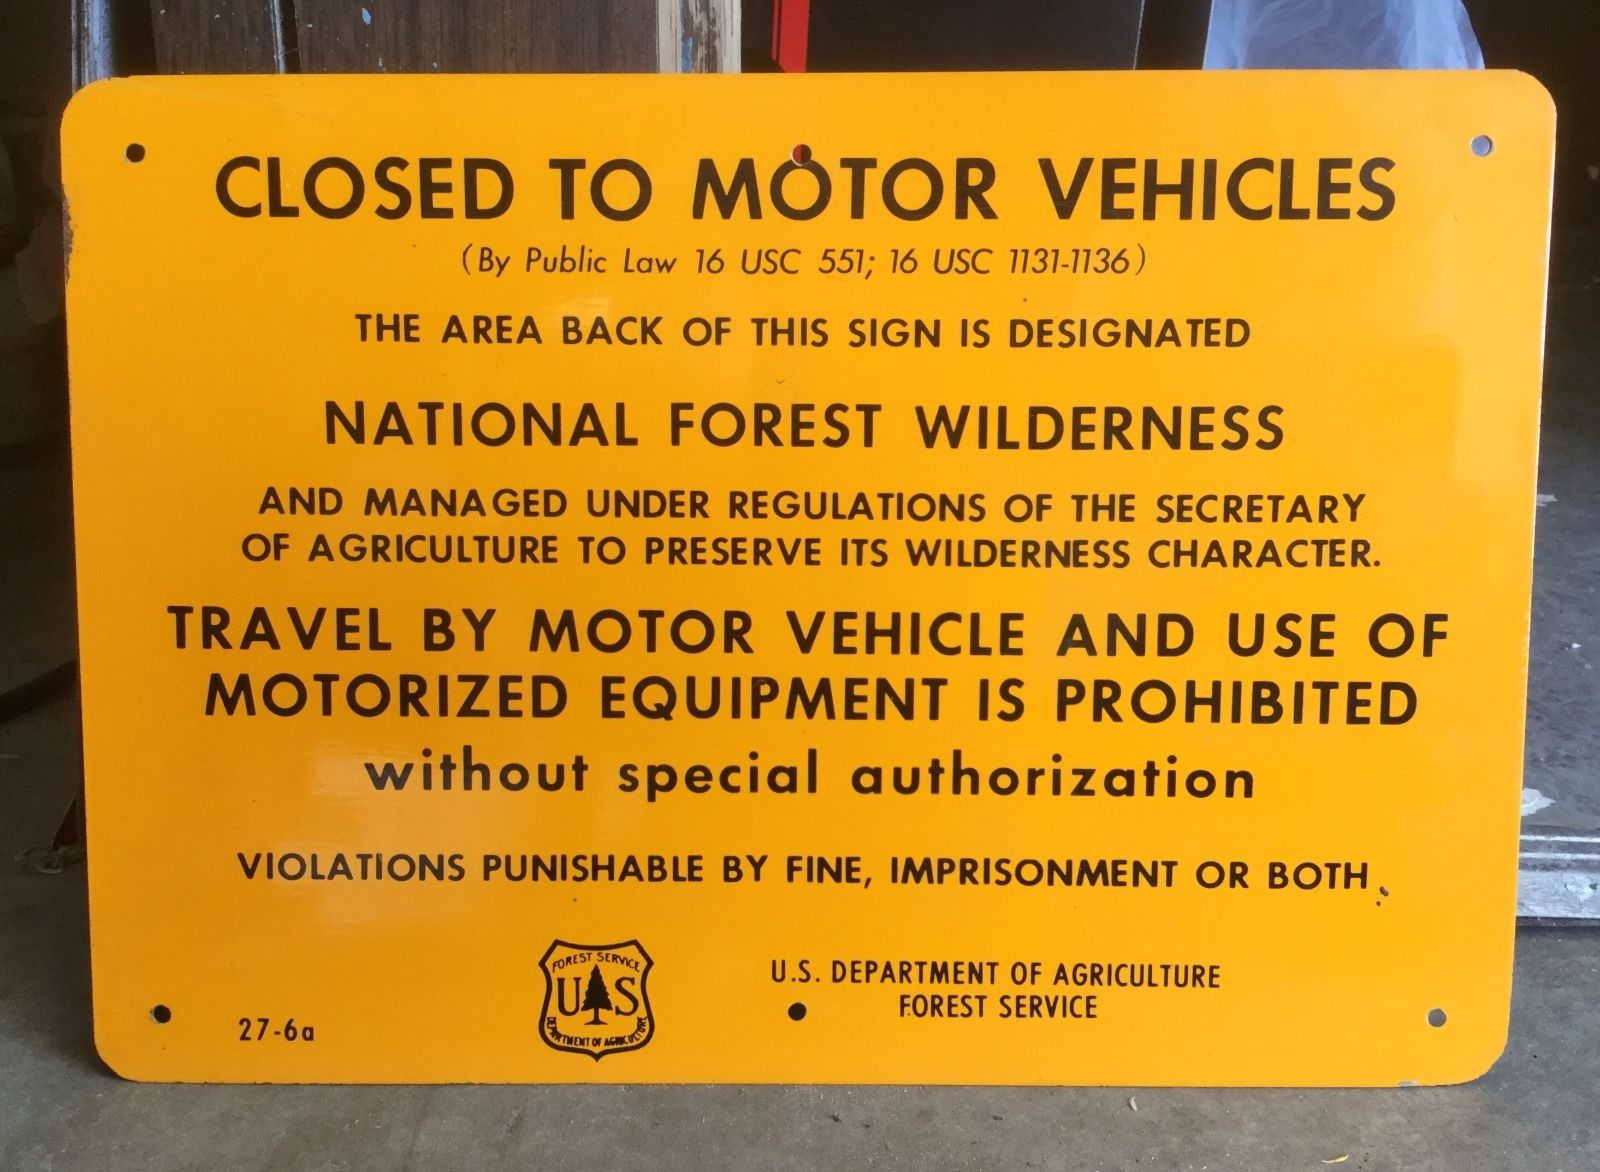 CLOSED TO MOTOR VEHICLES
(By Public Law 16 USC 551; 16 USC 1131-1136)
THE AREA BACK OF THIS SIGN IS DESIGNATED
NATIONAL FOREST WILDERNESS
AND MANAGED UNDER REGULATIONS OF THE SECRETARY
OF AGRICULTURE TO PRESERVE ITS WILDERNESS CHARACTER.
TRAVEL BY MOTOR VEHICLE AND USE OF
MOTORIZED EQUIPMENT IS PROHIBITED
without special authorization
VIOLATIONS PUNISHABLE BY FINE, IMPRISONMENT OR BOTH.
FOREST SERVICE
U S
DEPARTMENT OF AGRICULTURE
U.S. DEPARTMENT OF AGRICULTURE
FOREST SERVICE
27-6a